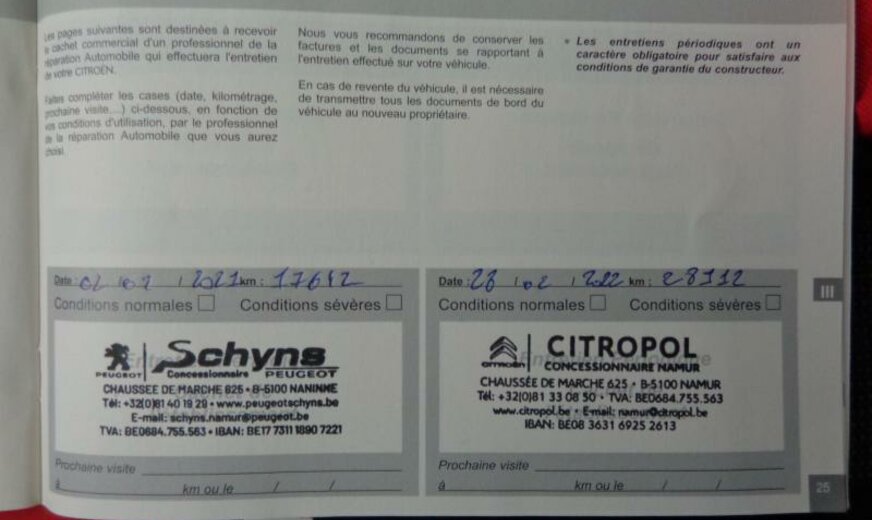 Les pages suivantes sont destinées à recevoir
le cachet commercial d'un professionnel de la
réparation Automobile qui effectuera l'entretien
de votre CITROËN.
Faites compléter les cases (date, kilométrage,
prochaine visite...) ci-dessous, en fonction de
vos conditions d'utilisation, par le professionnel
de la réparation Automobile que vous aurez
choisi.
Nous vous recommandons de conserver les
factures et les documents se rapportant à
l'entretien effectué sur votre véhicule.
En cas de revente du véhicule, il est nécessaire
de transmettre tous les documents de bord du
véhicule au nouveau propriétaire.
• Les entretiens périodiques ont un
caractère obligatoire pour satisfaire aux
conditions de garantie du constructeur.
Date : / / 2021 km : 17642
Conditions normales Conditions sévères
Schyns
PEUGEOT Concessionnaire PEUGEOT
CHAUSSÉE DE MARCHE 625 • B-5100 NANINNE
Tél: +32(0)81 40 19 29 • www.peugeotschyns.be
E-mail: schyns.namur@peugeot.be
TVA: BE0684.755.563 • IBAN: BE17 7311 1890 7221
Prochaine visite
à km ou le / /
Date : 23 / 02 / 2022 km : 28112
Conditions normales Conditions sévères
CITROPOL
CITROËN CONCESSIONNAIRE NAMUR
CHAUSSÉE DE MARCHE 625 • B-5100 NAMUR
Tél: +32(0)81 33 08 50 • TVA: BE0684.755.563
www.citropol.be • E-mail: namur@citropol.be
IBAN: BE08 3631 6925 2613
Prochaine visite
à km ou le / /
III
25